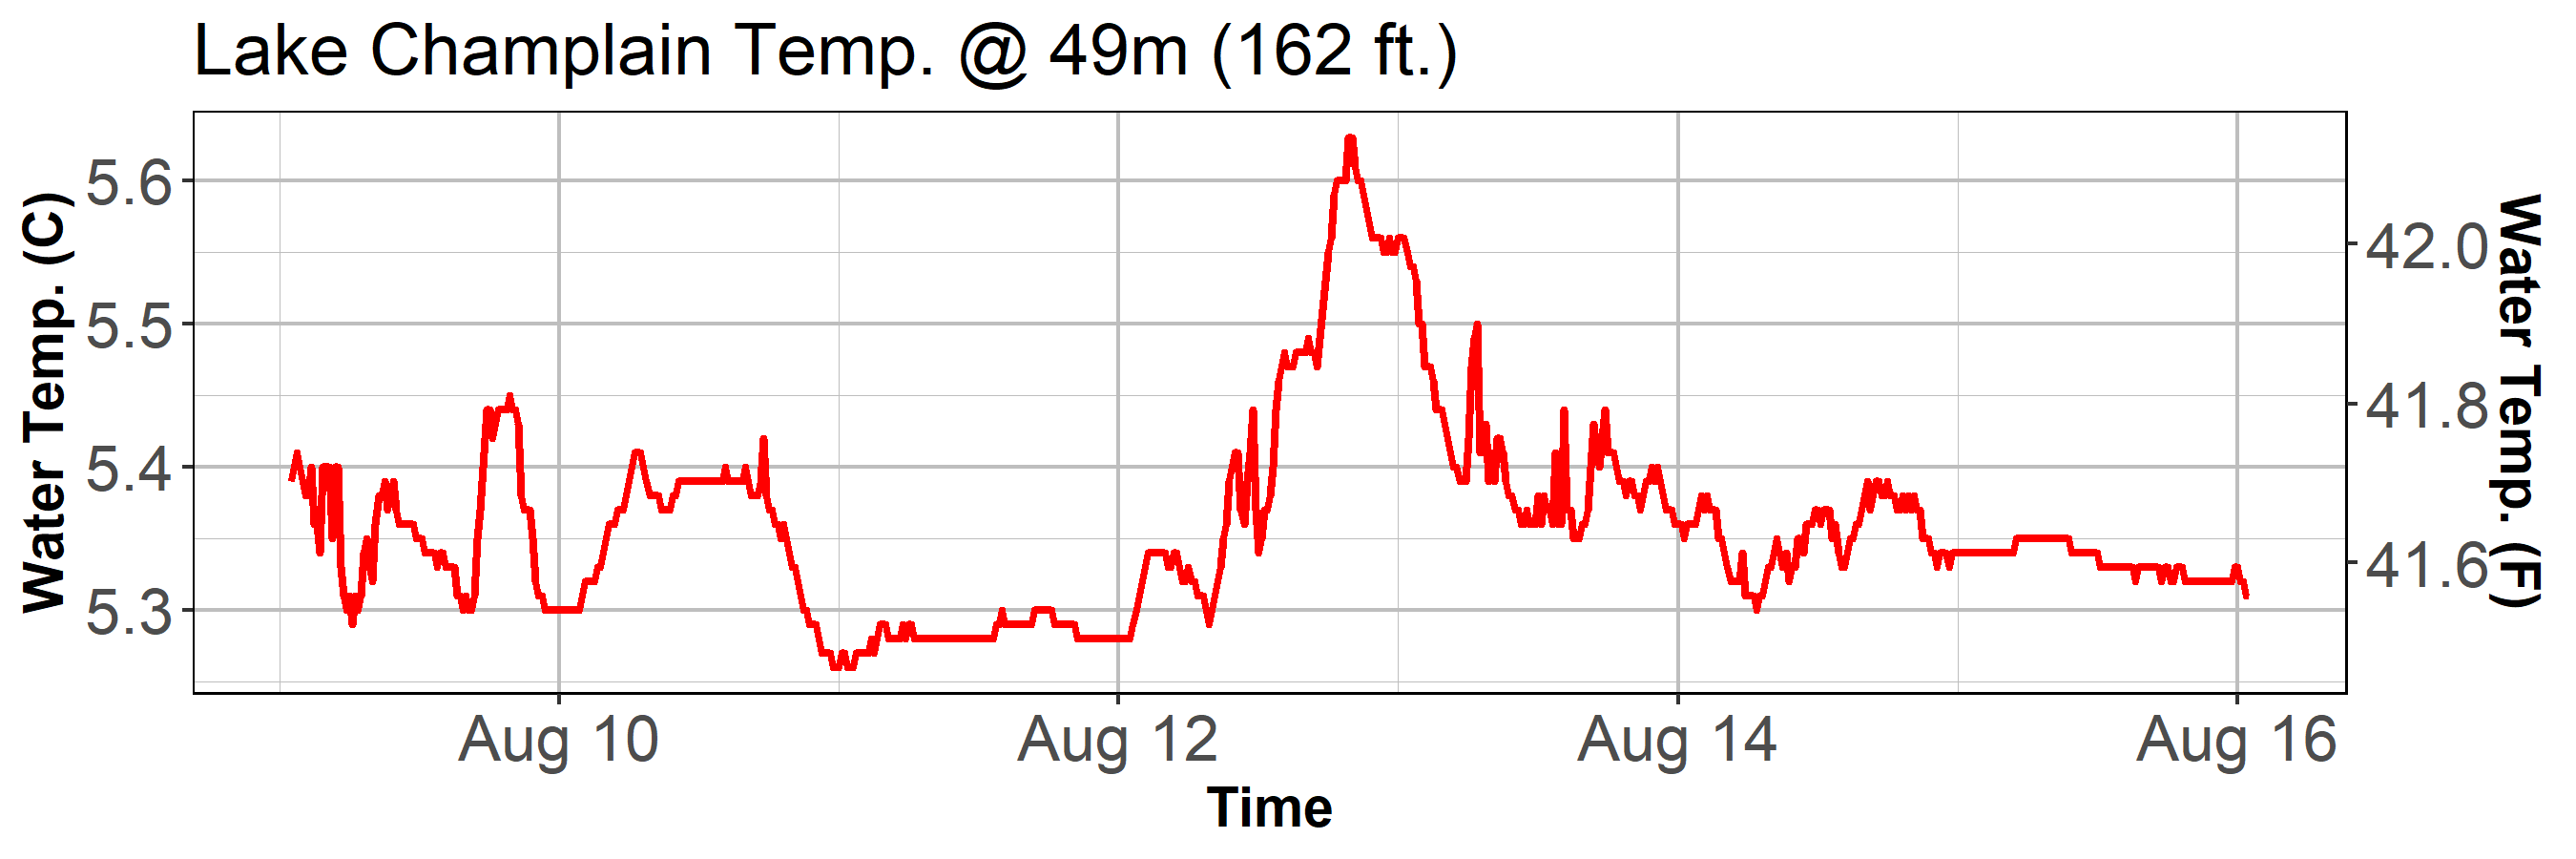 Lake Champlain Temp. @ 49m (162 ft.)
Water Temp. (C)
5.6
5.5
5.4
5.3
42.0
41.8
41.6
Water Temp. (F)
Aug 10 Aug 12 Aug 14 Aug 16
Time